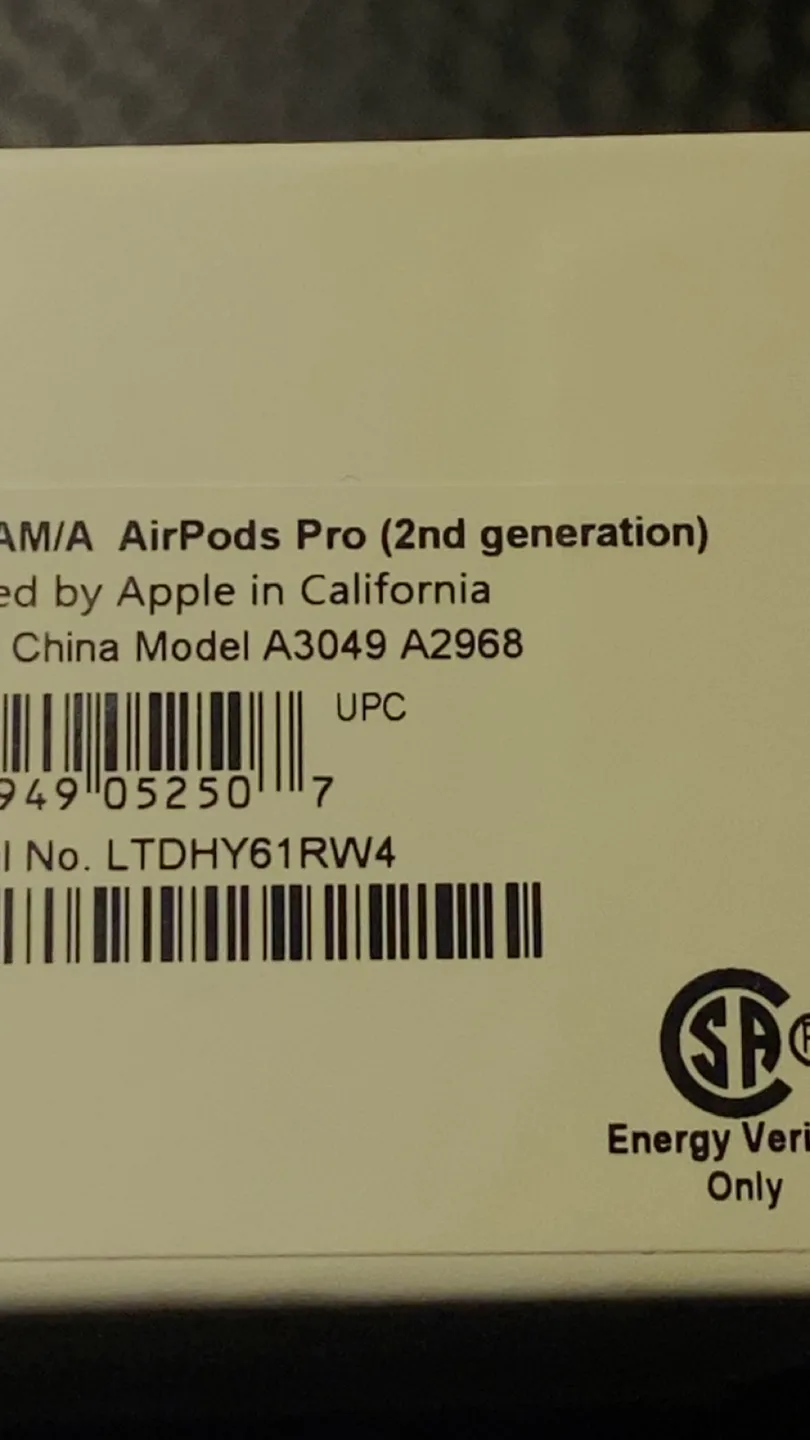 AM/A AirPods Pro (2nd generation)
ed by Apple in California
China Model A3049 A2968
UPC
949 05250 7
l No. LTDHY61RW4
SA
Energy Veri
Only